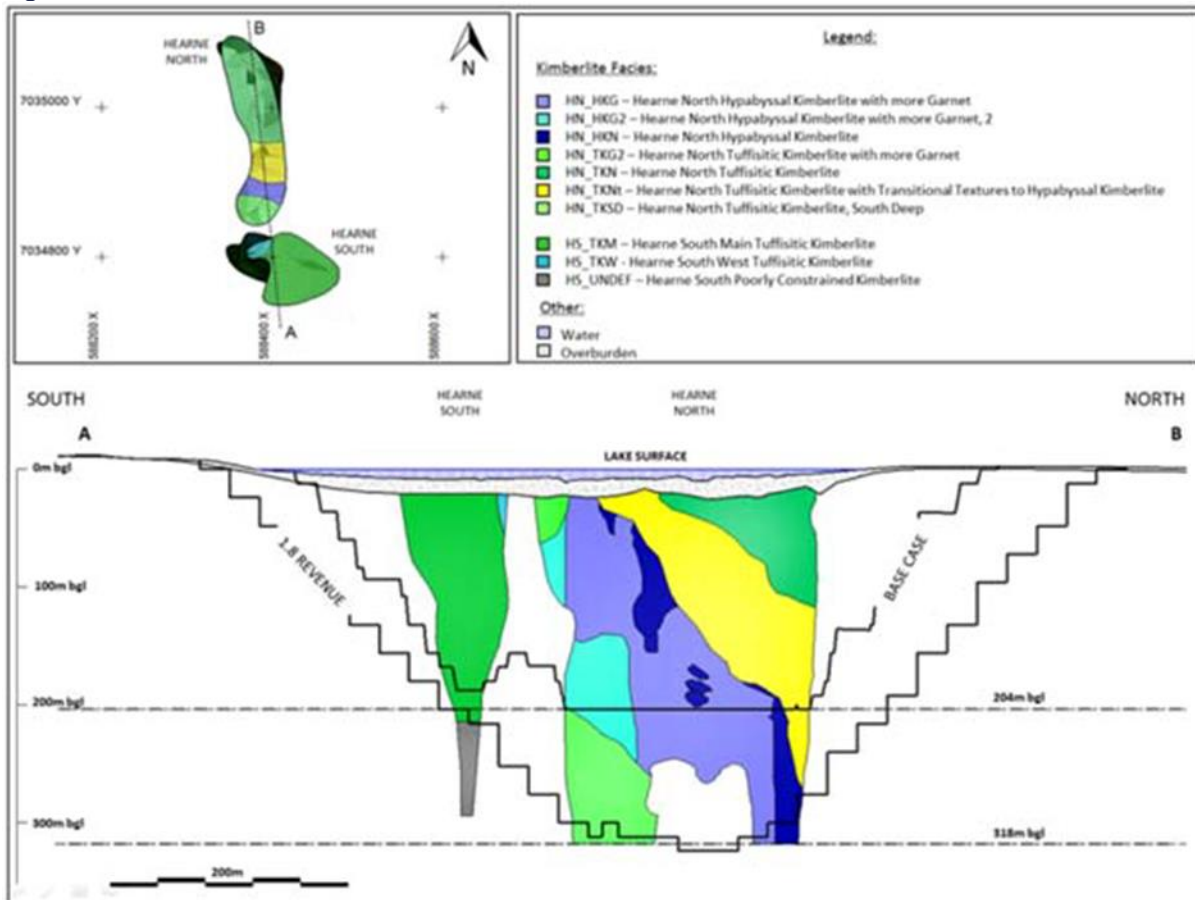 B
HEARNE
NORTH
N
7035000 Y
7034800 Y
HEARNE
SOUTH
A
588200 X
588400 X
588600 X
Legend:
Kimberlite Facies:
HN_HKG – Hearne North Hypabyssal Kimberlite with more Garnet
HN_HKG2 – Hearne North Hypabyssal Kimberlite with more Garnet, 2
HN_HKN – Hearne North Hypabyssal Kimberlite
HN_TKG2 – Hearne North Tuffisitic Kimberlite with more Garnet
HN_TKN – Hearne North Tuffisitic Kimberlite
HN_TKNt – Hearne North Tuffisitic Kimberlite with Transitional Textures to Hypabyssal Kimberlite
HN_TKSD – Hearne North Tuffisitic Kimberlite, South Deep
HS_TKM – Hearne South Main Tuffisitic Kimberlite
HS_TKW - Hearne South West Tuffisitic Kimberlite
HS_UNDEF – Hearne South Poorly Constrained Kimberlite
Other:
Water
Overburden
SOUTH
HEARNE
SOUTH
HEARNE
NORTH
NORTH
A
B
LAKE SURFACE
0m bgl
1.8 REVENUE
BASE CASE
100m bgl
200m bgl
204m bgl
300m bgl
318m bgl
200m